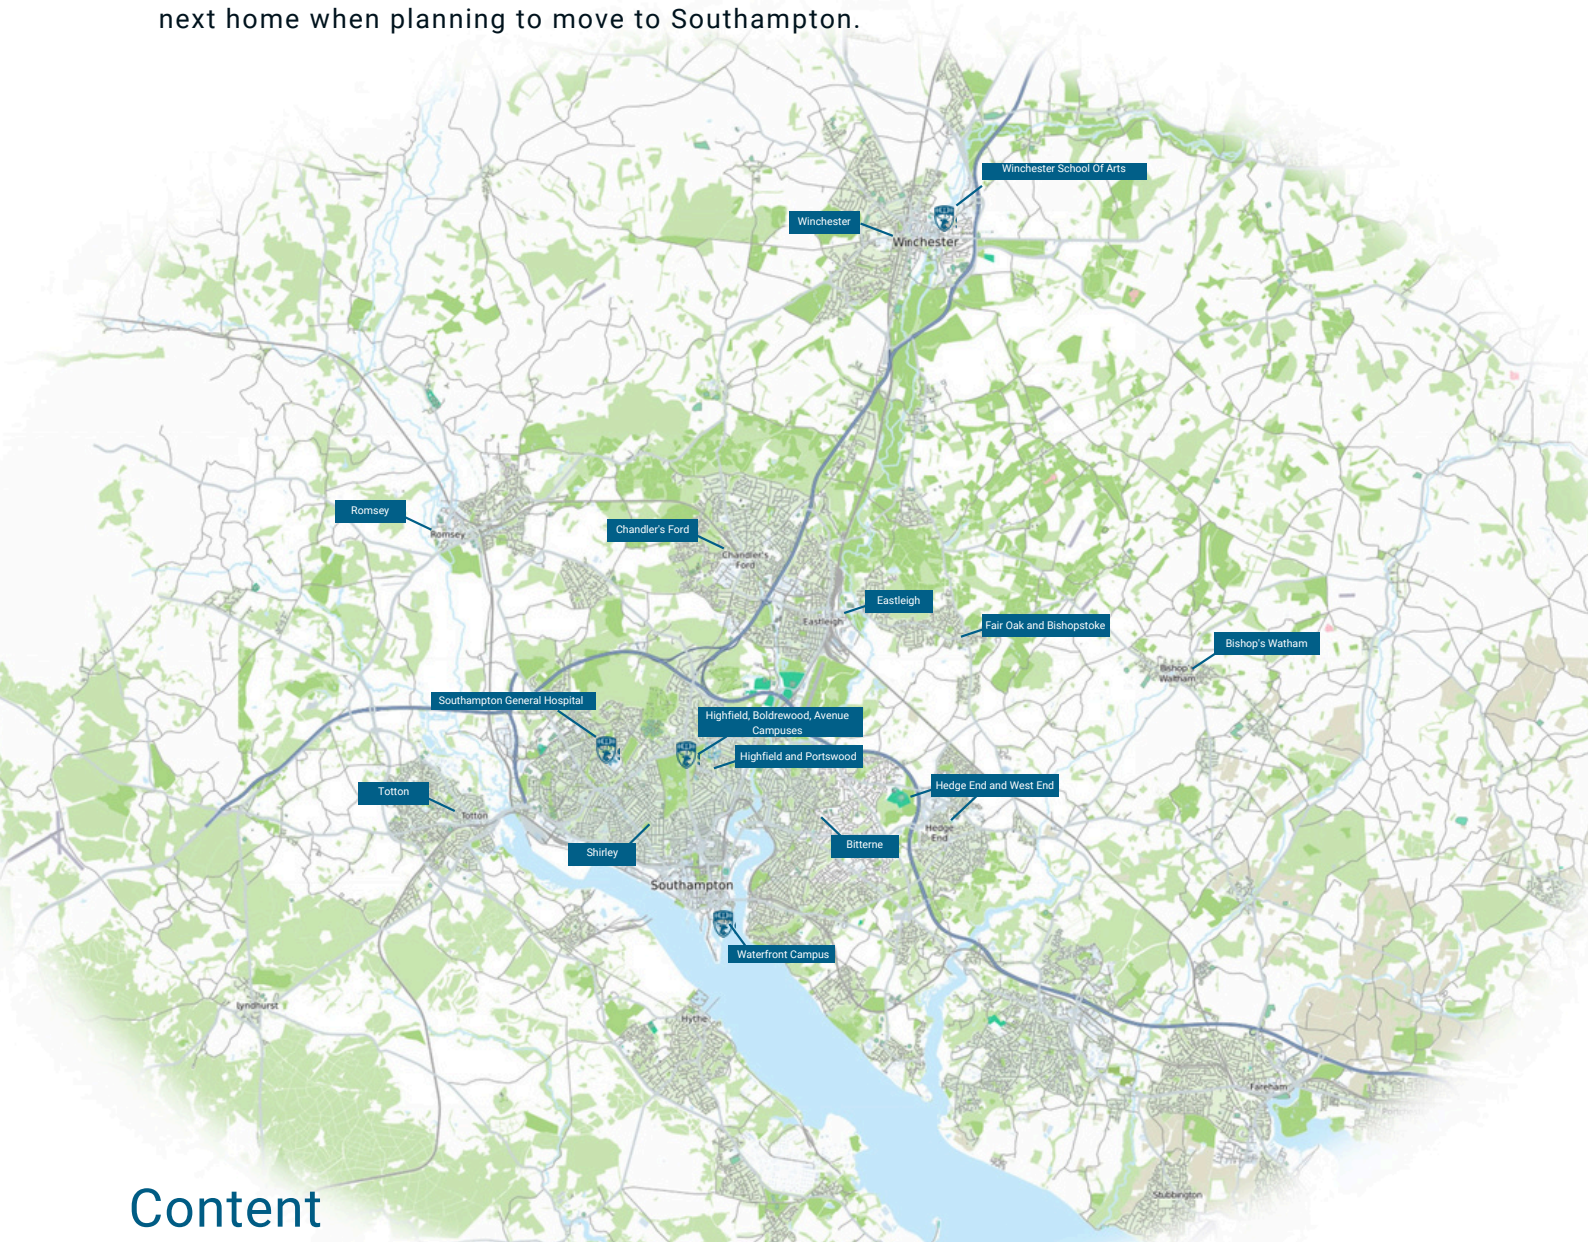 next home when planning to move to Southampton.
Winchester School Of Arts
Winchester
Winchester
Romsey
Romsey
Chandler's Ford
Chandler's
Ford
Eastleigh
Eastleigh
Fair Oak and Bishopstoke
Bishop's Watham
Bishop's
Waltham
Southampton General Hospital
Highfield, Boldrewood, Avenue
Campuses
Highfield and Portswood
Totton
Totton
Hedge End and West End
Hedge
End
Bitterne
Shirley
Southampton
Waterfront Campus
Lyndhurst
Hythe
Fareham
Stubbington
Content